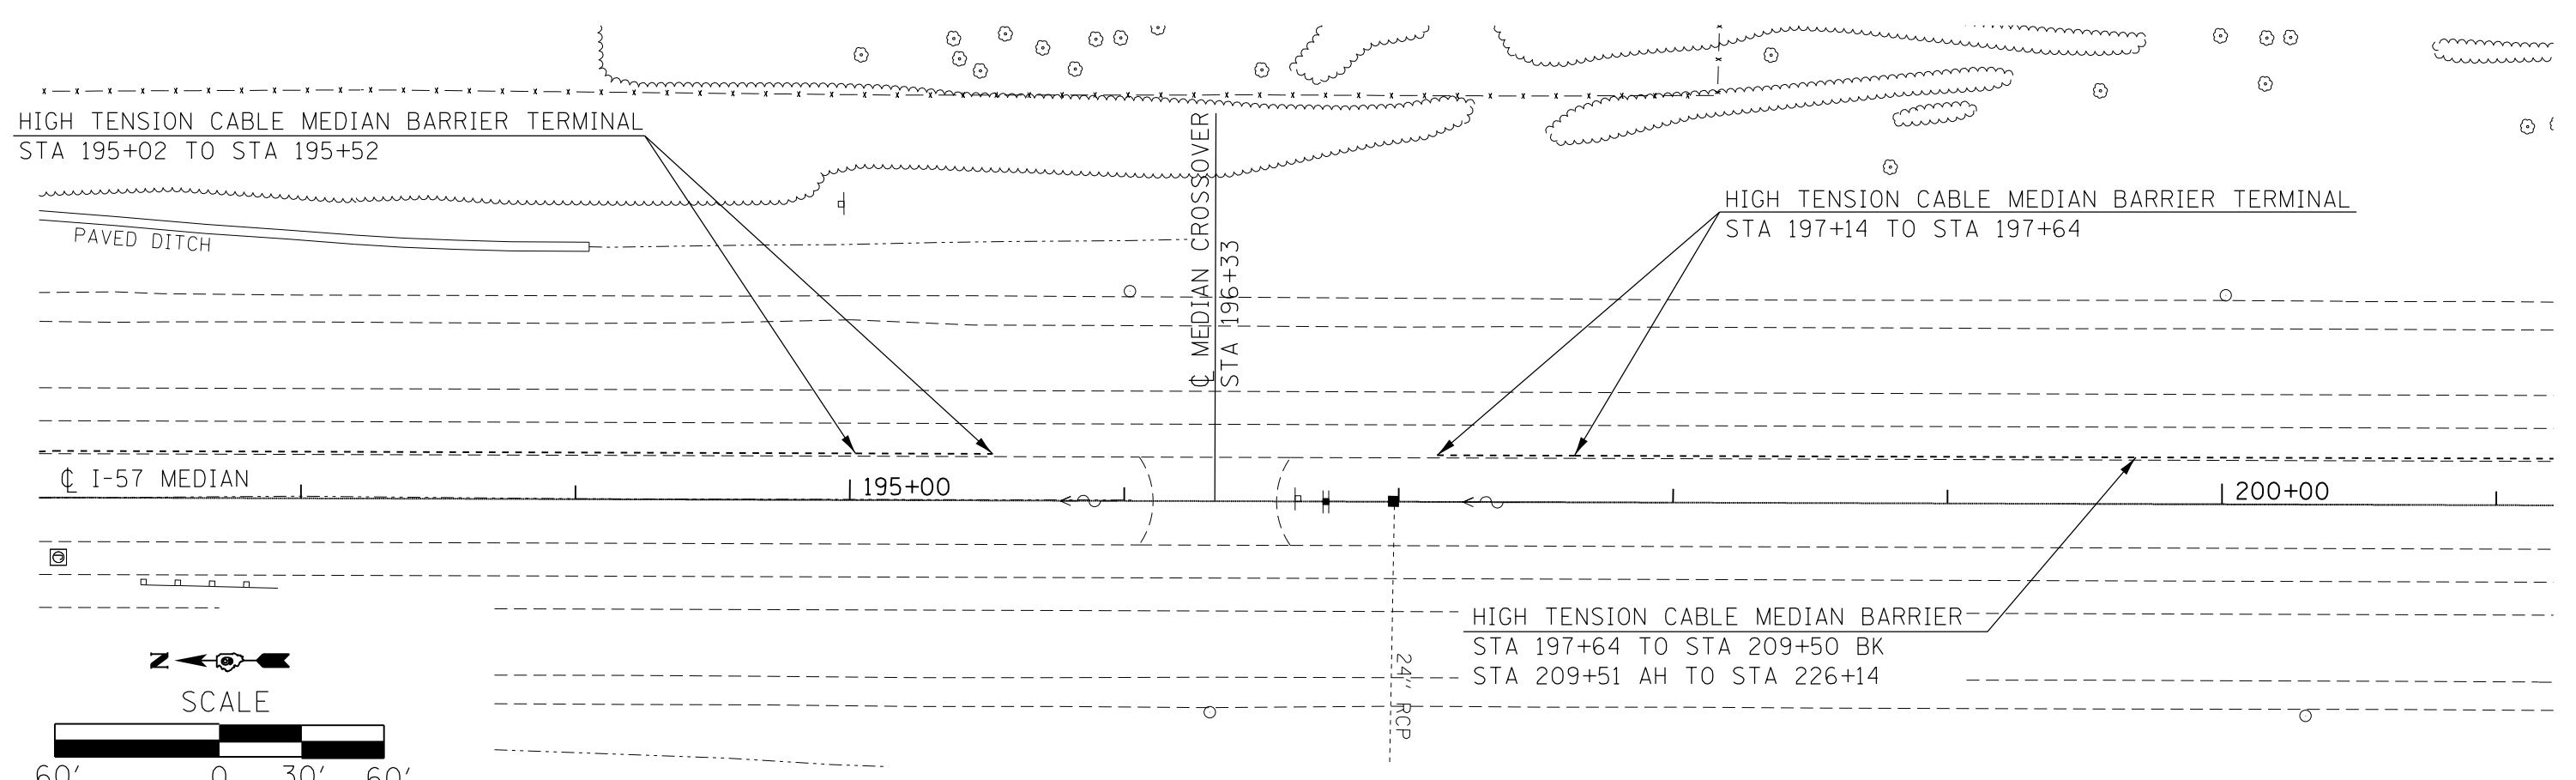 HIGH TENSION CABLE MEDIAN BARRIER TERMINAL
STA 195+02 TO STA 195+52
HIGH TENSION CABLE MEDIAN BARRIER TERMINAL
STA 197+14 TO STA 197+64
PAVED DITCH
℄ MEDIAN CROSSOVER
STA 196+33
℄ I-57 MEDIAN
195+00
200+00
HIGH TENSION CABLE MEDIAN BARRIER
STA 197+64 TO STA 209+50 BK
STA 209+51 AH TO STA 226+14
24" RCP
N
SCALE
60' 0 30' 60'